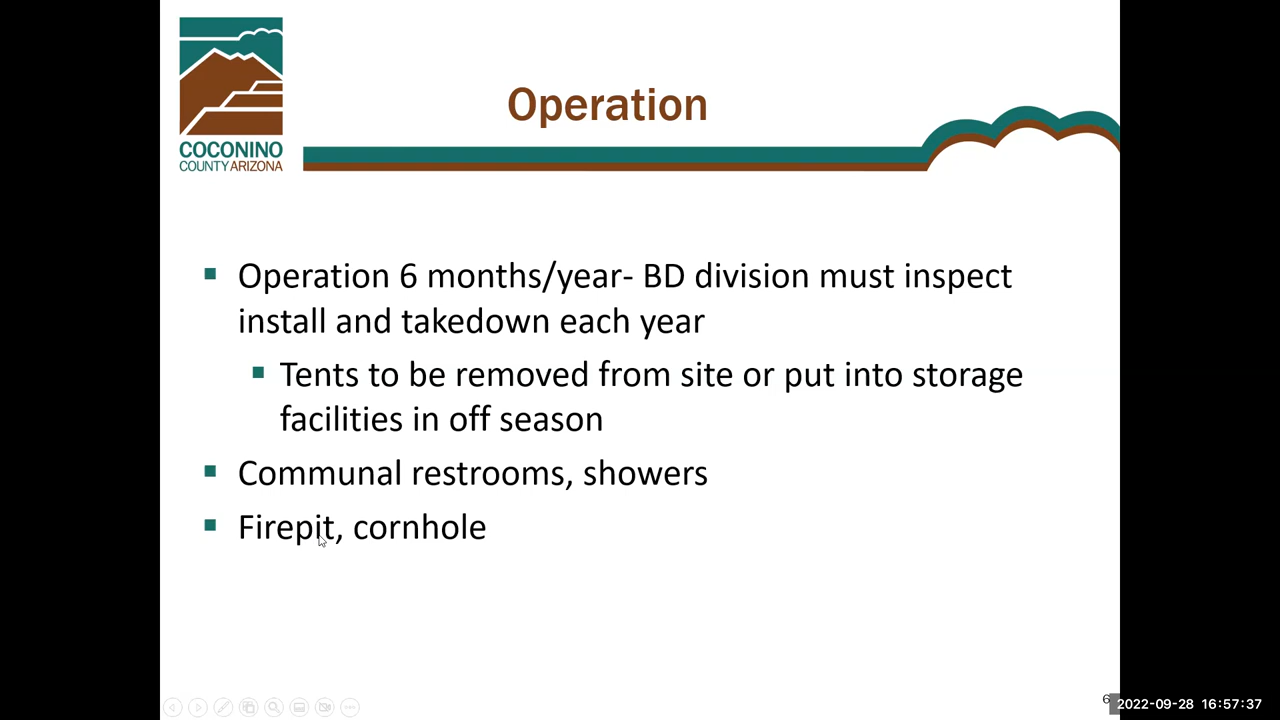 COCONINO
COUNTY ARIZONA
Operation
Operation 6 months/year- BD division must inspect
install and takedown each year
Tents to be removed from site or put into storage
facilities in off season
Communal restrooms, showers
Firepit, cornhole
6
2022-09-28 16:57:37